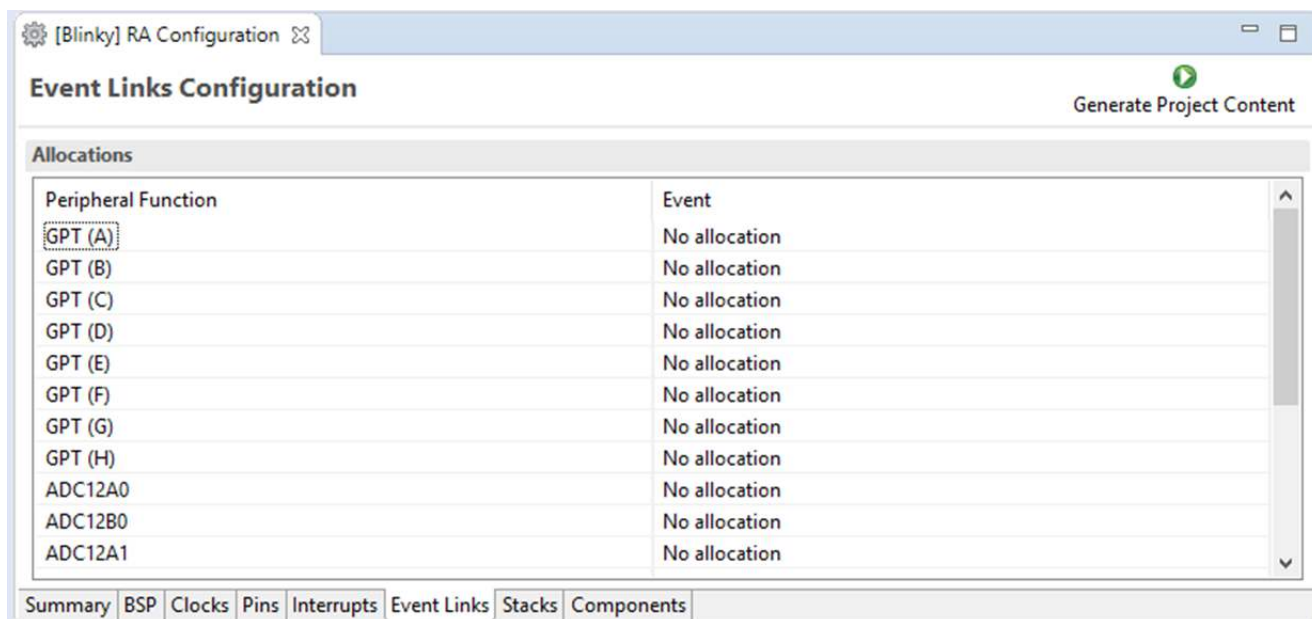 [Blinky] RA Configuration
Event Links Configuration
Generate Project Content
Allocations
Peripheral Function Event
GPT (A) No allocation
GPT (B) No allocation
GPT (C) No allocation
GPT (D) No allocation
GPT (E) No allocation
GPT (F) No allocation
GPT (G) No allocation
GPT (H) No allocation
ADC12A0 No allocation
ADC12B0 No allocation
ADC12A1 No allocation
Summary BSP Clocks Pins Interrupts Event Links Stacks Components